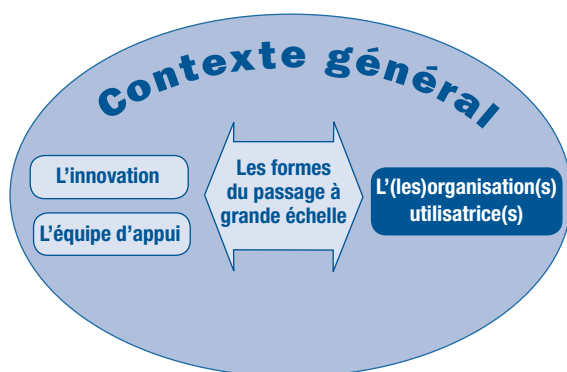 Contexte général
L'innovation
L'équipe d'appui
Les formes
du passage à
grande échelle
L'(les)organisation(s)
utilisatrice(s)